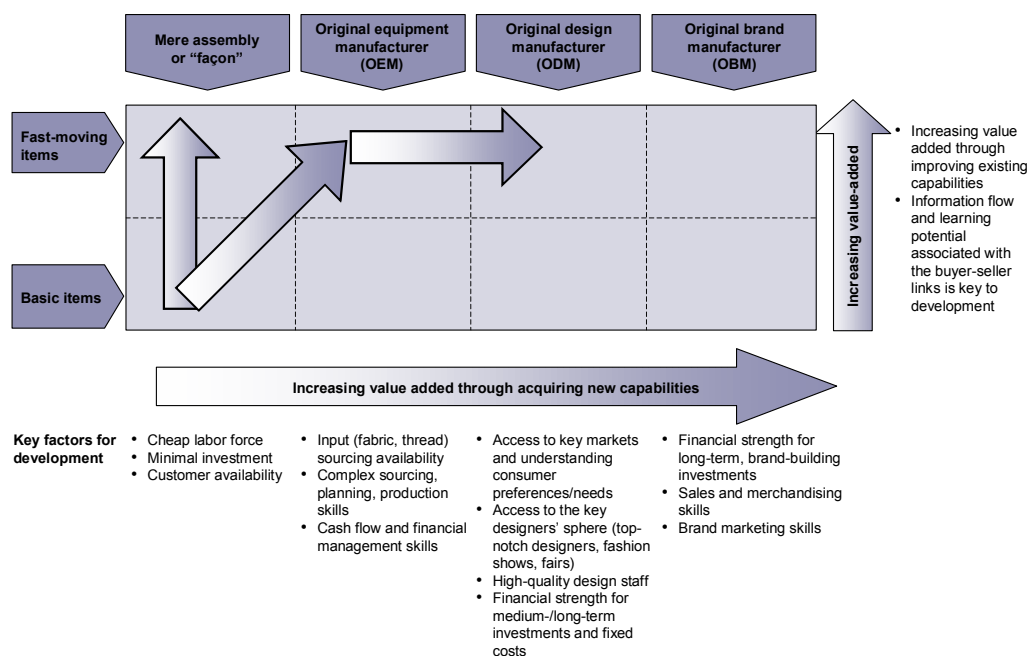 Mere assembly
or “façon”
Original equipment
manufacturer
(OEM)
Original design
manufacturer
(ODM)
Original brand
manufacturer
(OBM)
Fast-moving
items
Basic items
Increasing value-added
• Increasing value
added through
improving existing
capabilities
• Information flow
and learning
potential
associated with
the buyer-seller
links is key to
development
Increasing value added through acquiring new capabilities
Key factors for
development
• Cheap labor force
• Minimal investment
• Customer availability
• Input (fabric, thread)
sourcing availability
• Complex sourcing,
planning, production
skills
• Cash flow and financial
management skills
• Access to key markets
and understanding
consumer
preferences/needs
• Access to the key
designers’ sphere (top-
notch designers, fashion
shows, fairs)
• High-quality design staff
• Financial strength for
medium-/long-term
investments and fixed
costs
• Financial strength for
long-term, brand-building
investments
• Sales and merchandising
skills
• Brand marketing skills